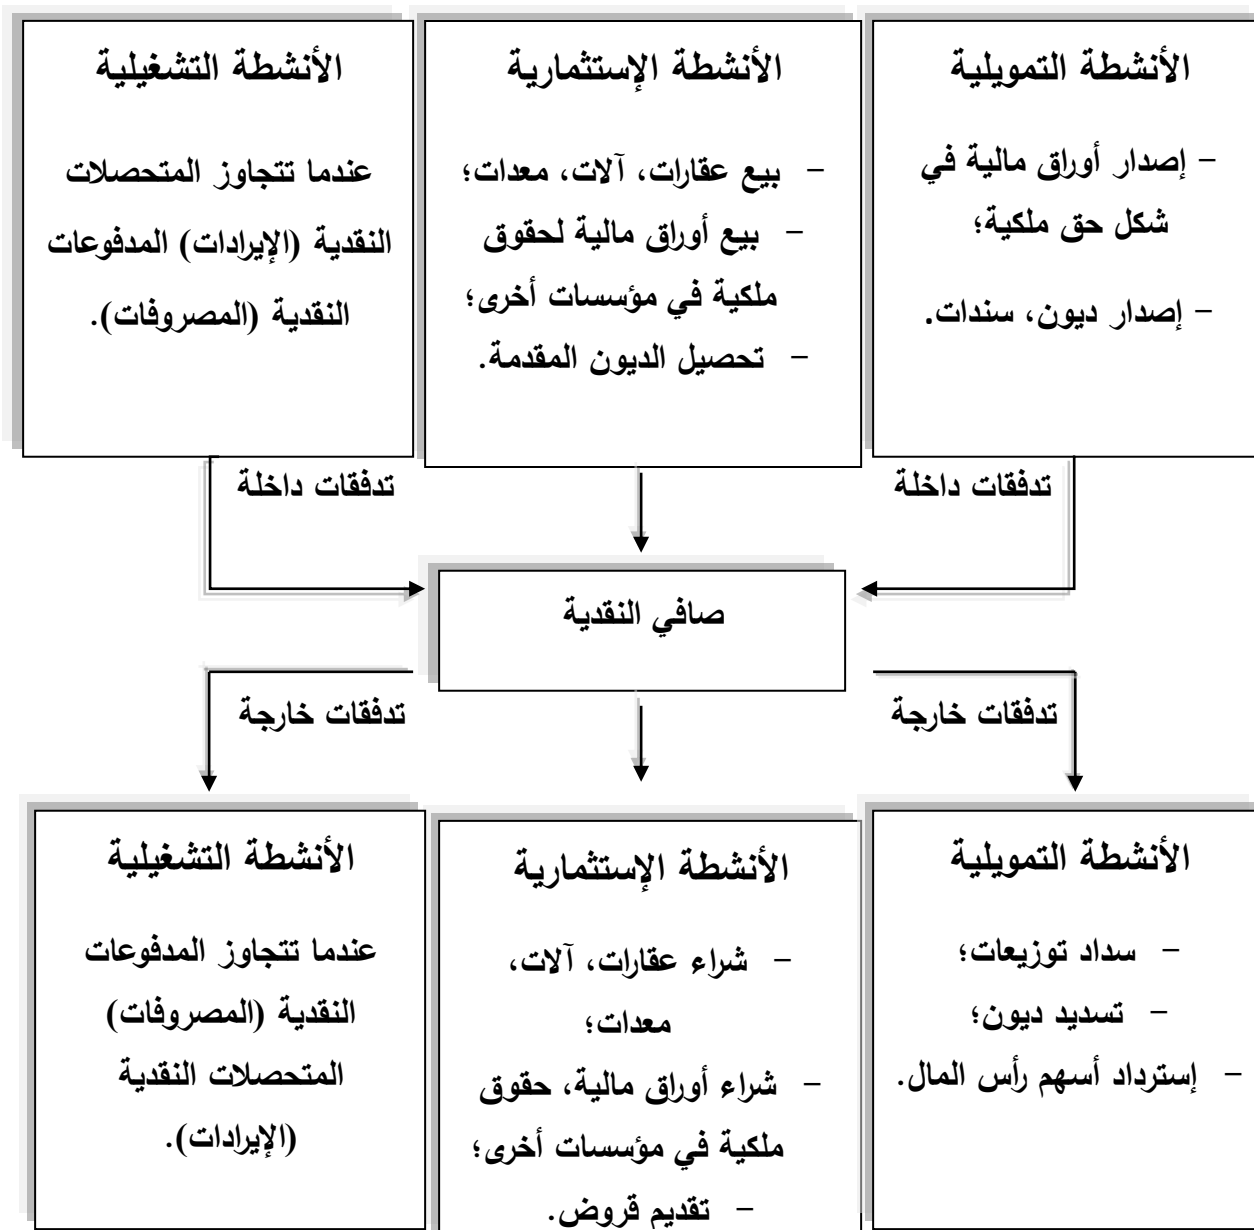 الأنشطة التمويلية
– إصدار أوراق مالية في
شكل حق ملكية؛
– إصدار ديون، سندات.
الأنشطة الإستثمارية
– بيع عقارات، آلات، معدات؛
– بيع أوراق مالية لحقوق
ملكية في مؤسسات أخرى؛
– تحصيل الديون المقدمة.
الأنشطة التشغيلية
عندما تتجاوز المتحصلات
النقدية (الإيرادات) المدفوعات
النقدية (المصروفات).
تدفقات داخلة
تدفقات داخلة
صافي النقدية
تدفقات خارجة
تدفقات خارجة
الأنشطة التمويلية
– سداد توزيعات؛
– تسديد ديون؛
– إسترداد أسهم رأس المال.
الأنشطة الإستثمارية
– شراء عقارات، آلات،
معدات؛
– شراء أوراق مالية، حقوق
ملكية في مؤسسات أخرى؛
– تقديم قروض.
الأنشطة التشغيلية
عندما تتجاوز المدفوعات
النقدية (المصروفات)
المتحصلات النقدية
(الإيرادات).